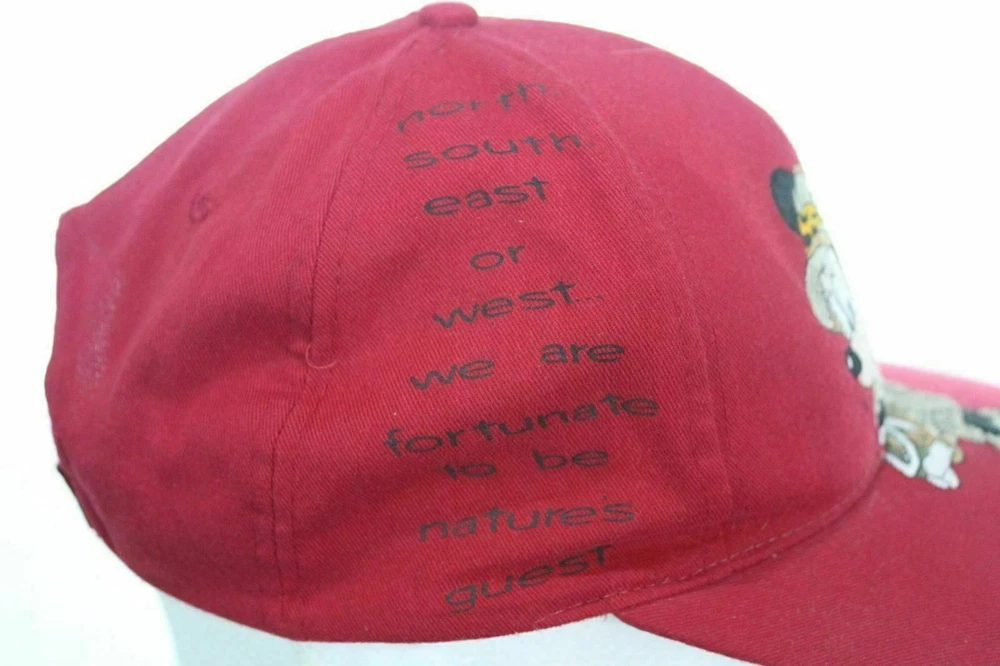 north,
south,
east
or
west...
we are
fortunate
to be
nature's
guest